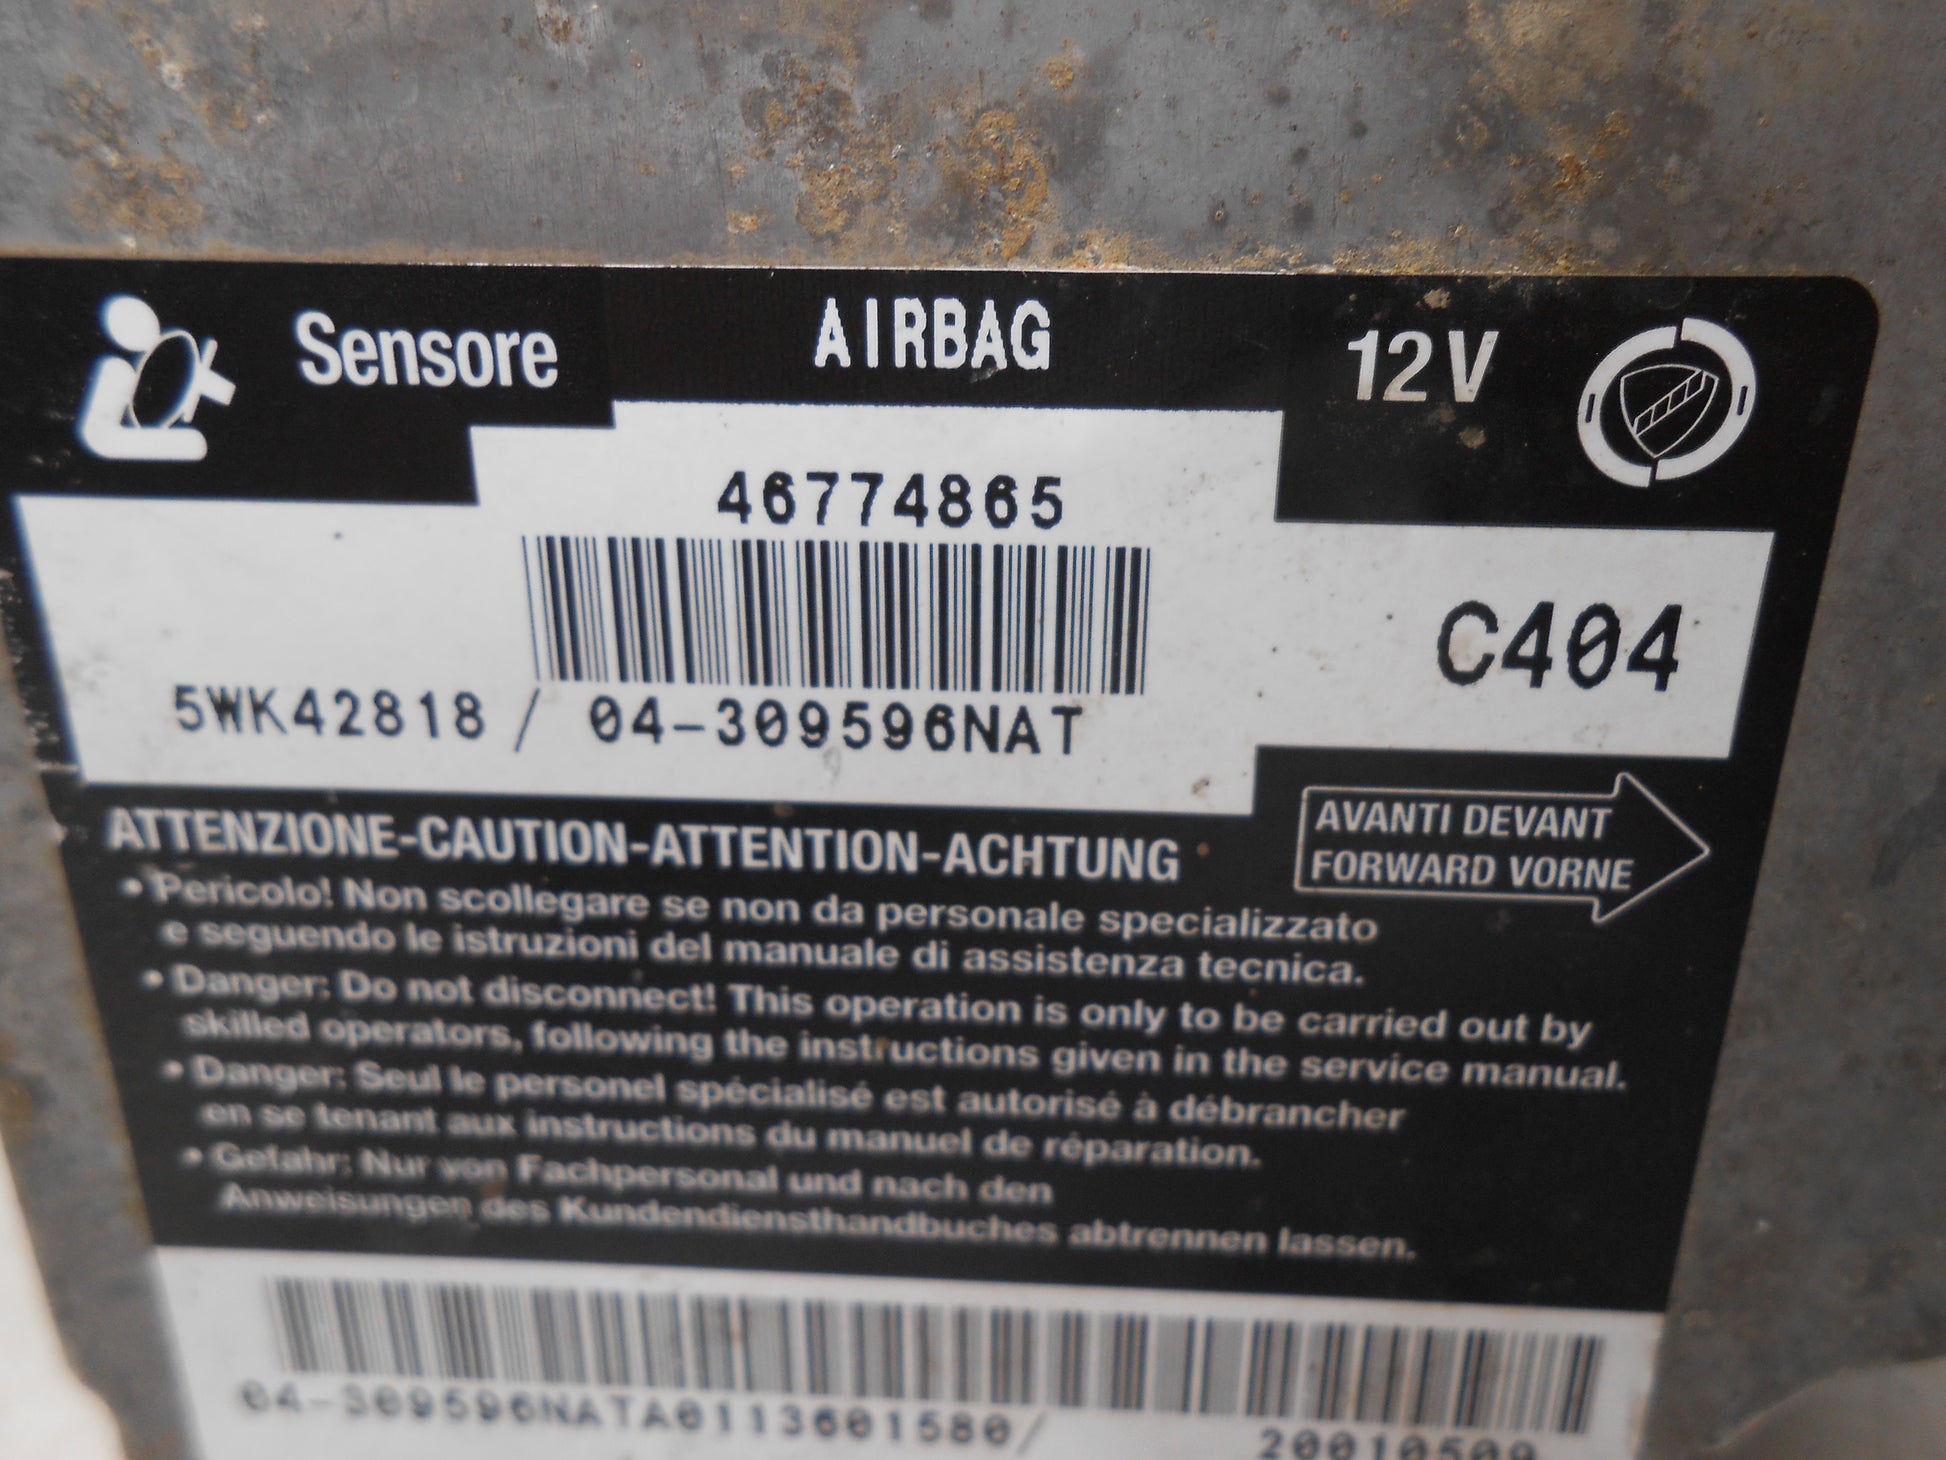 Sensore AIRBAG 12V
46774865
C404
5WK42818 / 04-309596NAT
ATTENZIONE-CAUTION-ATTENTION-ACHTUNG
AVANTI DEVANT
FORWARD VORNE
• Pericolo! Non scollegare se non da personale specializzato
e seguendo le istruzioni del manuale di assistenza tecnica.
• Danger: Do not disconnect! This operation is only to be carried out by
skilled operators, following the instructions given in the service manual.
• Danger: Seul le personel spécialisé est autorisé à débrancher
en se tenant aux instructions du manuel de réparation.
• Gefahr: Nur von Fachpersonal und nach den
Anweisungen des Kundendiensthandbuches abtrennen lassen.
04-309596NATA0113601580/ 20010509